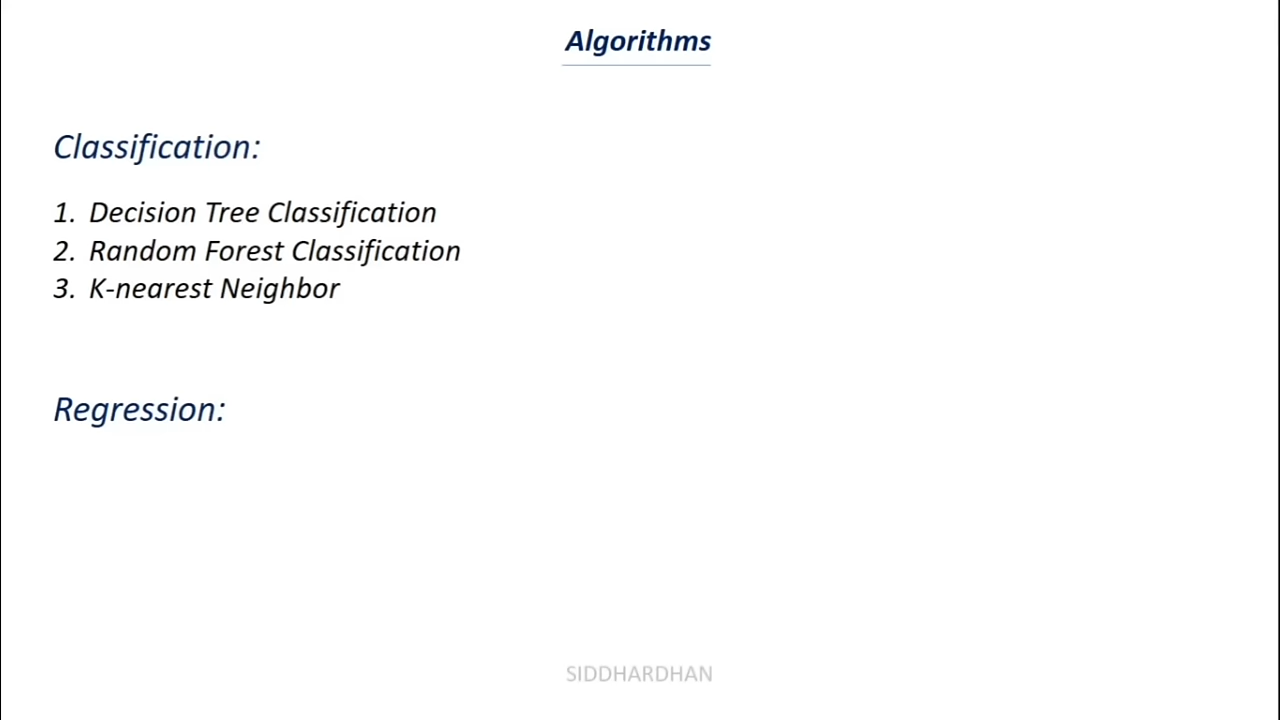 Algorithms
Classification:
1. Decision Tree Classification
2. Random Forest Classification
3. K-nearest Neighbor
Regression:
SIDDHARDHAN